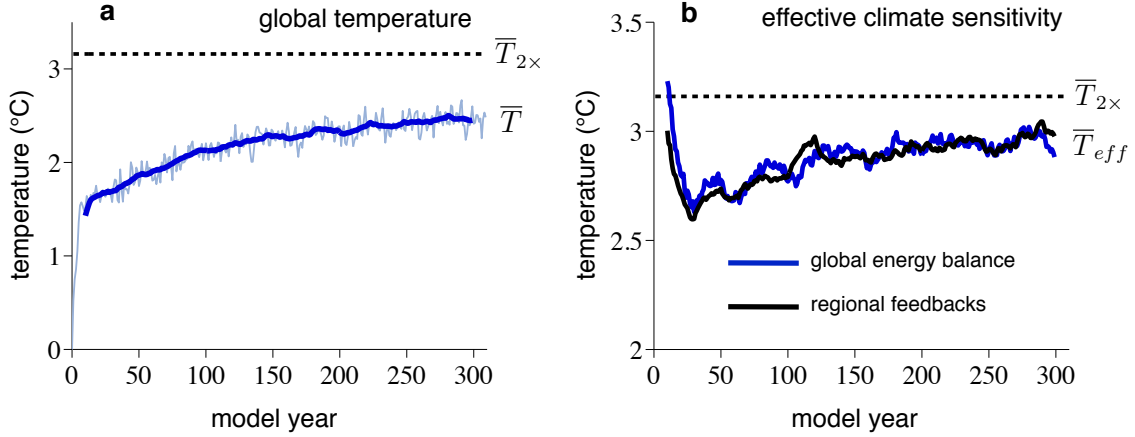 a
global temperature
3
2
1
0
temperature (°C)
T̅2×
T̅
0
50
100
150
200
250
300
model year
b
effective climate sensitivity
3.5
3.0
2.5
2
temperature (°C)
T̅2×
T̅eff
global energy balance
regional feedbacks
0
50
100
150
200
250
300
model year